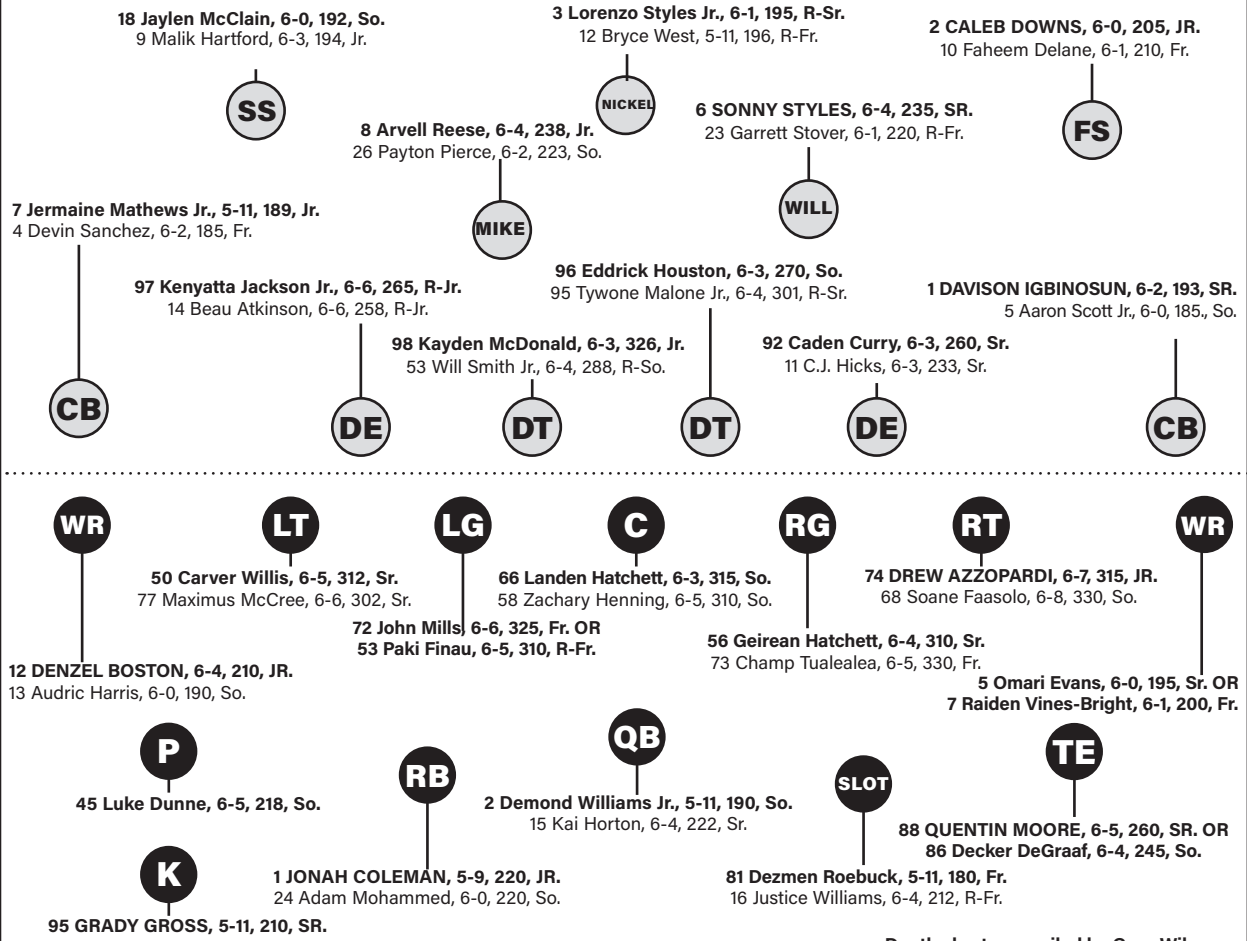 18 Jaylen McClain, 6-0, 192, So.
9 Malik Hartford, 6-3, 194, Jr.
SS
3 Lorenzo Styles Jr., 6-1, 195, R-Sr.
12 Bryce West, 5-11, 196, R-Fr.
NICKEL
2 CALEB DOWNS, 6-0, 205, JR.
10 Faheem Delane, 6-1, 210, Fr.
FS
8 Arvell Reese, 6-4, 238, Jr.
26 Payton Pierce, 6-2, 223, So.
MIKE
6 SONNY STYLES, 6-4, 235, SR.
23 Garrett Stover, 6-1, 220, R-Fr.
WILL
7 Jermaine Mathews Jr., 5-11, 189, Jr.
4 Devin Sanchez, 6-2, 185, Fr.
CB
97 Kenyatta Jackson Jr., 6-6, 265, R-Jr.
14 Beau Atkinson, 6-6, 258, R-Jr.
DE
98 Kayden McDonald, 6-3, 326, Jr.
53 Will Smith Jr., 6-4, 288, R-So.
DT
96 Eddrick Houston, 6-3, 270, So.
95 Tywone Malone Jr., 6-4, 301, R-Sr.
DT
92 Caden Curry, 6-3, 260, Sr.
11 C.J. Hicks, 6-3, 233, Sr.
DE
1 DAVISON IGBINOSUN, 6-2, 193, SR.
5 Aaron Scott Jr., 6-0, 185., So.
CB
WR
12 DENZEL BOSTON, 6-4, 210, JR.
13 Audric Harris, 6-0, 190, So.
LT
50 Carver Willis, 6-5, 312, Sr.
77 Maximus McCree, 6-6, 302, Sr.
LG
72 John Mills, 6-6, 325, Fr. OR
53 Paki Finau, 6-5, 310, R-Fr.
C
66 Landen Hatchett, 6-3, 315, So.
58 Zachary Henning, 6-5, 310, So.
RG
56 Geirean Hatchett, 6-4, 310, Sr.
73 Champ Tualealea, 6-5, 330, Fr.
RT
74 DREW AZZOPARDI, 6-7, 315, JR.
68 Soane Faasolo, 6-8, 330, So.
WR
5 Omari Evans, 6-0, 195, Sr. OR
7 Raiden Vines-Bright, 6-1, 200, Fr.
P
45 Luke Dunne, 6-5, 218, So.
K
95 GRADY GROSS, 5-11, 210, SR.
RB
1 JONAH COLEMAN, 5-9, 220, JR.
24 Adam Mohammed, 6-0, 220, So.
QB
2 Demond Williams Jr., 5-11, 190, So.
15 Kai Horton, 6-4, 222, Sr.
SLOT
81 Dezmen Roebuck, 5-11, 180, Fr.
16 Justice Williams, 6-4, 212, R-Fr.
TE
88 QUENTIN MOORE, 6-5, 260, SR. OR
86 Decker DeGraaf, 6-4, 245, So.